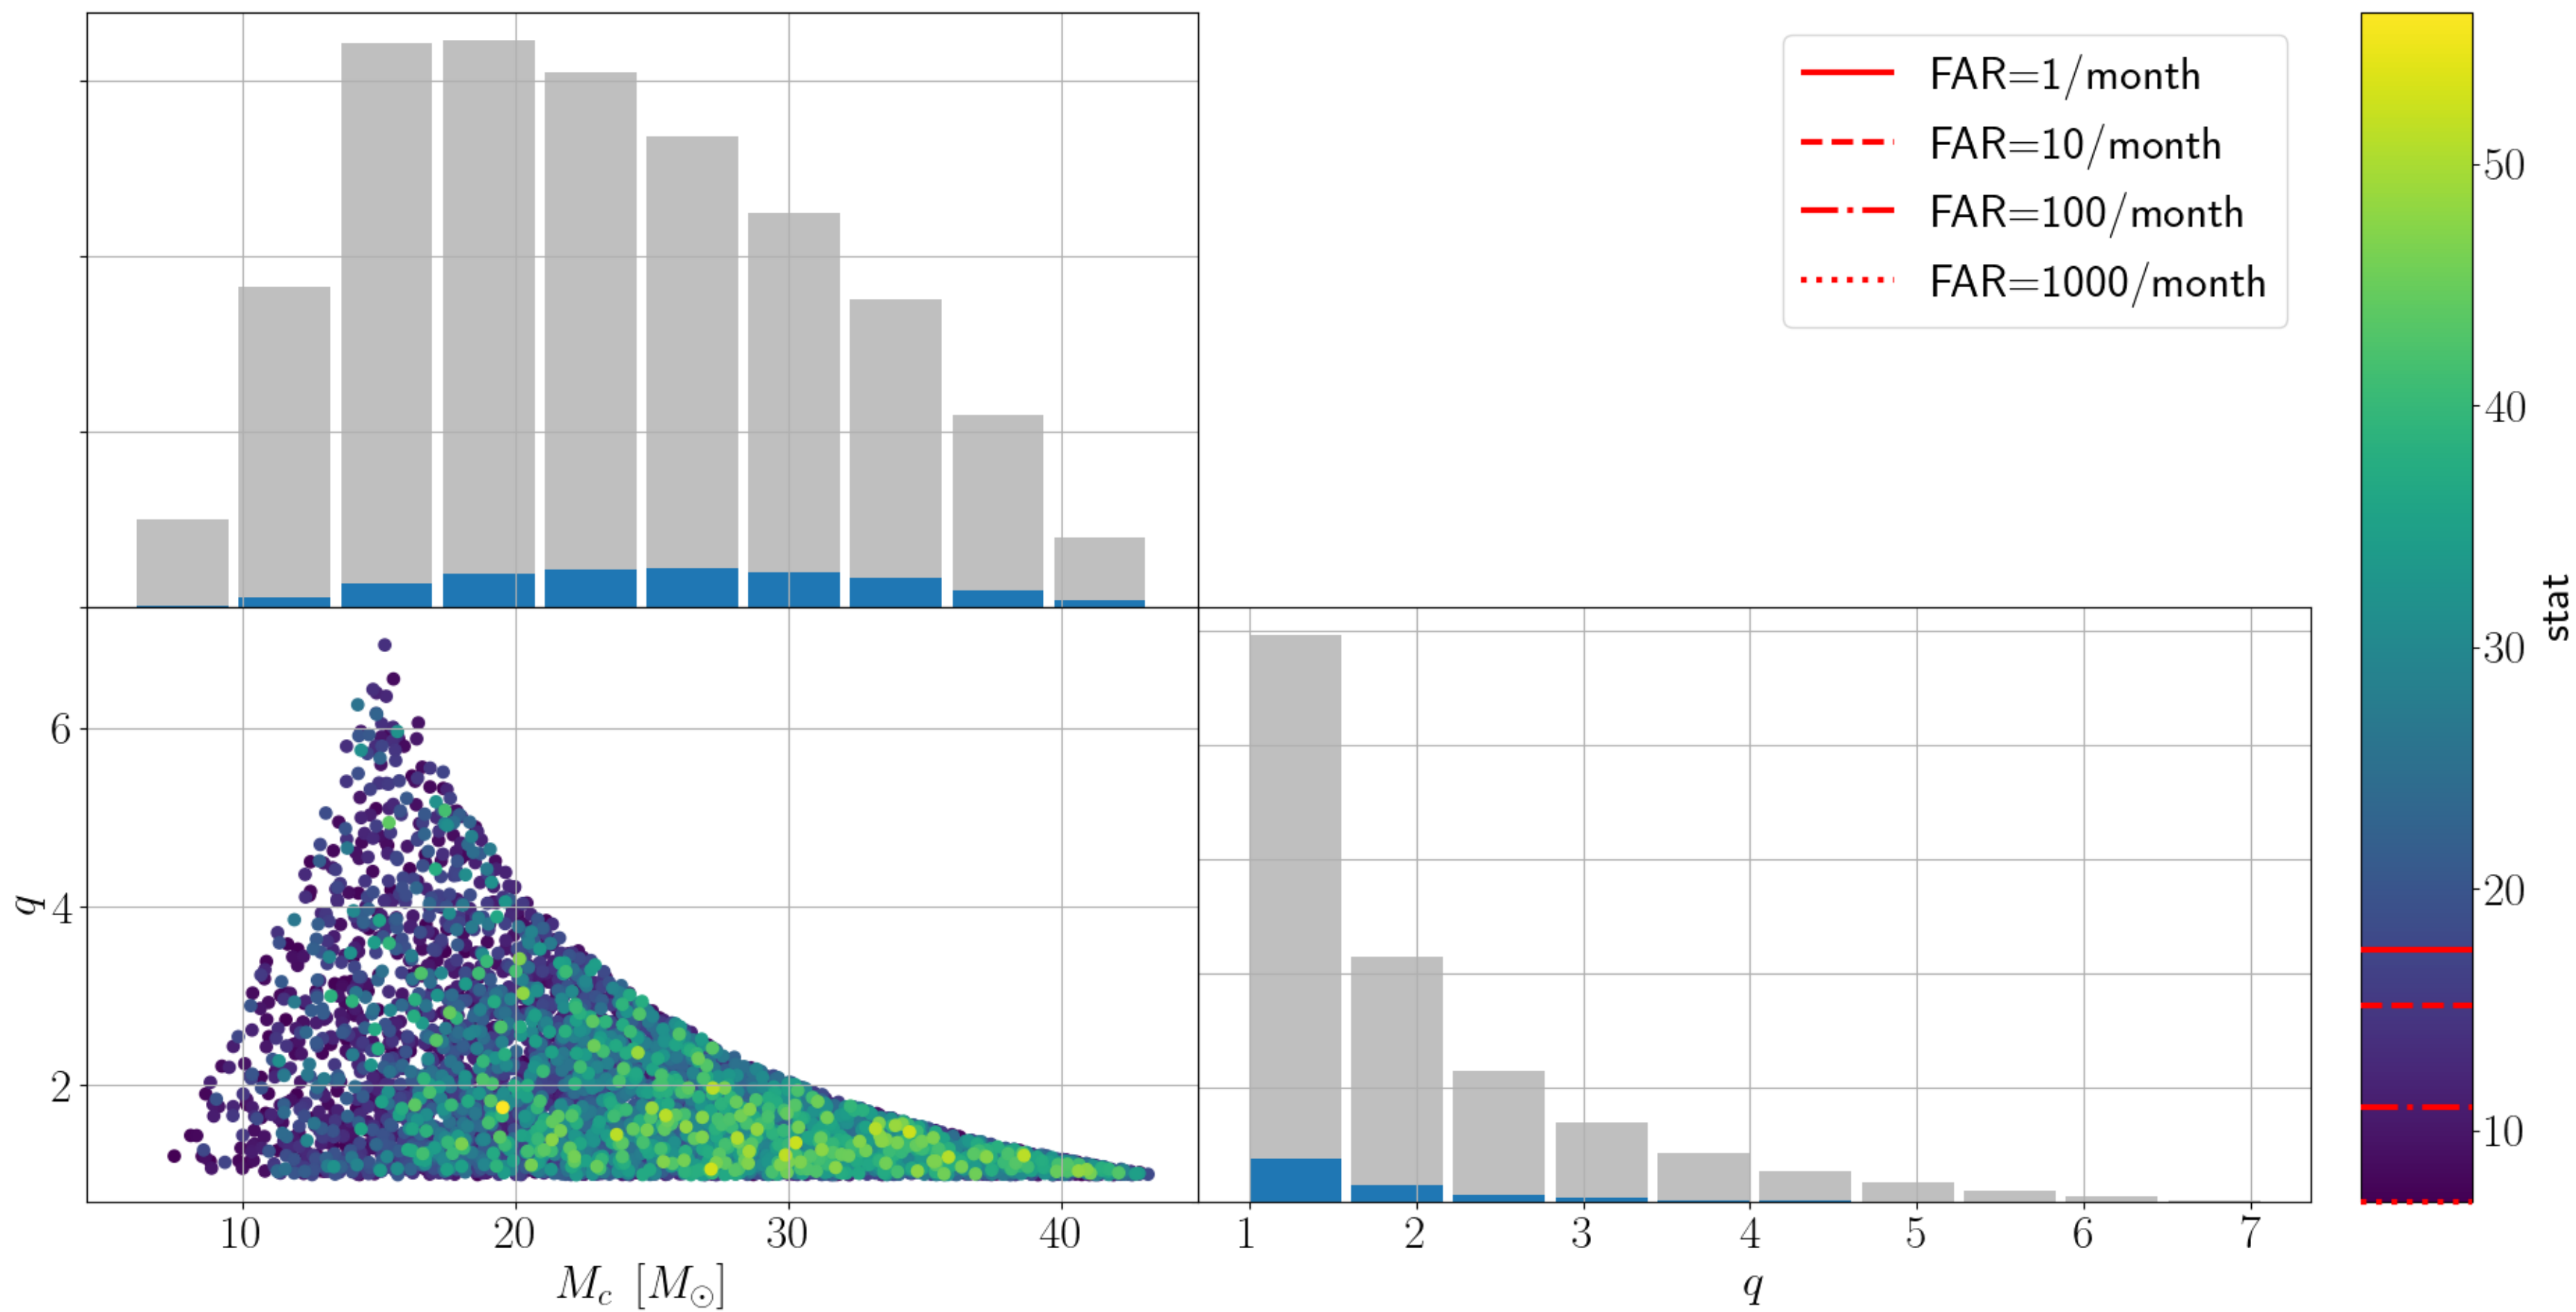 FAR=1/month
FAR=10/month
FAR=100/month
FAR=1000/month
50
40
30
20
10
stat
6
4
2
q
10 20 30 40
M_c [M_⊙]
1 2 3 4 5 6 7
q